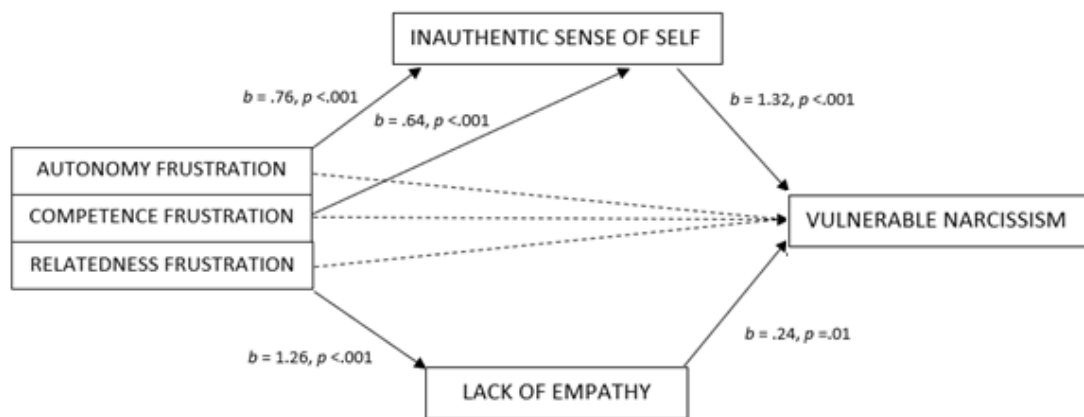 INAUTHENTIC SENSE OF SELF
b = .76, p <.001
b = .64, p <.001
b = 1.32, p <.001
AUTONOMY FRUSTRATION
COMPETENCE FRUSTRATION
VULNERABLE NARCISSISM
RELATEDNESS FRUSTRATION
b = 1.26, p <.001
b = .24, p =.01
LACK OF EMPATHY